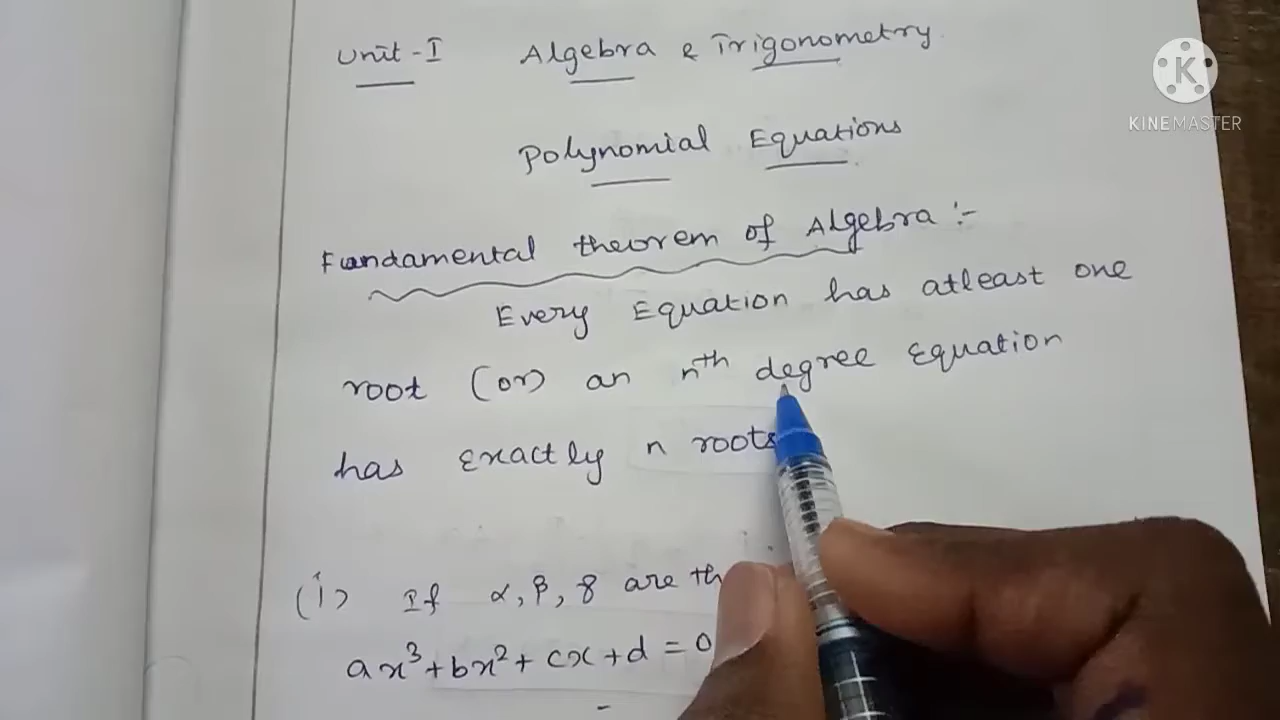 Unit-I Algebra & Trigonometry
Polynomial Equations
Fundamental theorem of Algebra :-
Every Equation has atleast one
root (or) an nth degree Equation
has exactly n roots
(i) If α, β, γ are th
ax³+bx²+cx+d=0
KINEMASTER